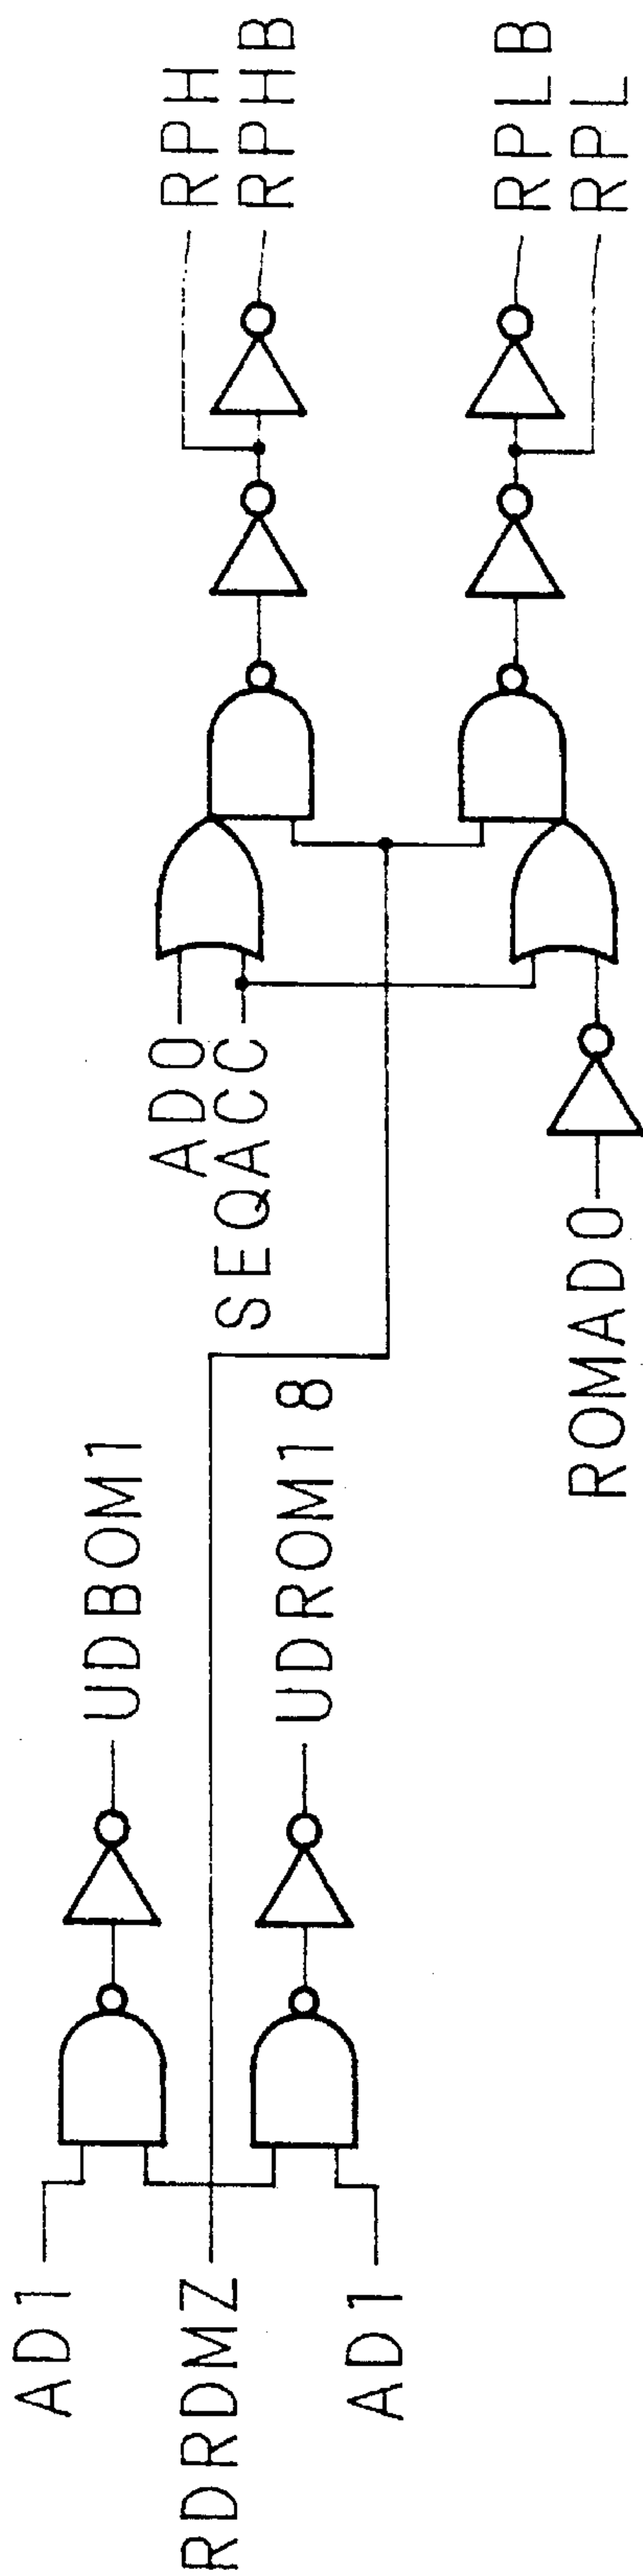 AD1
RDRDMZ
AD1
UDBOM1
UDROM18
AD0
SEQACC
ROMAD0
RPH
RPHB
RPLB
RPL